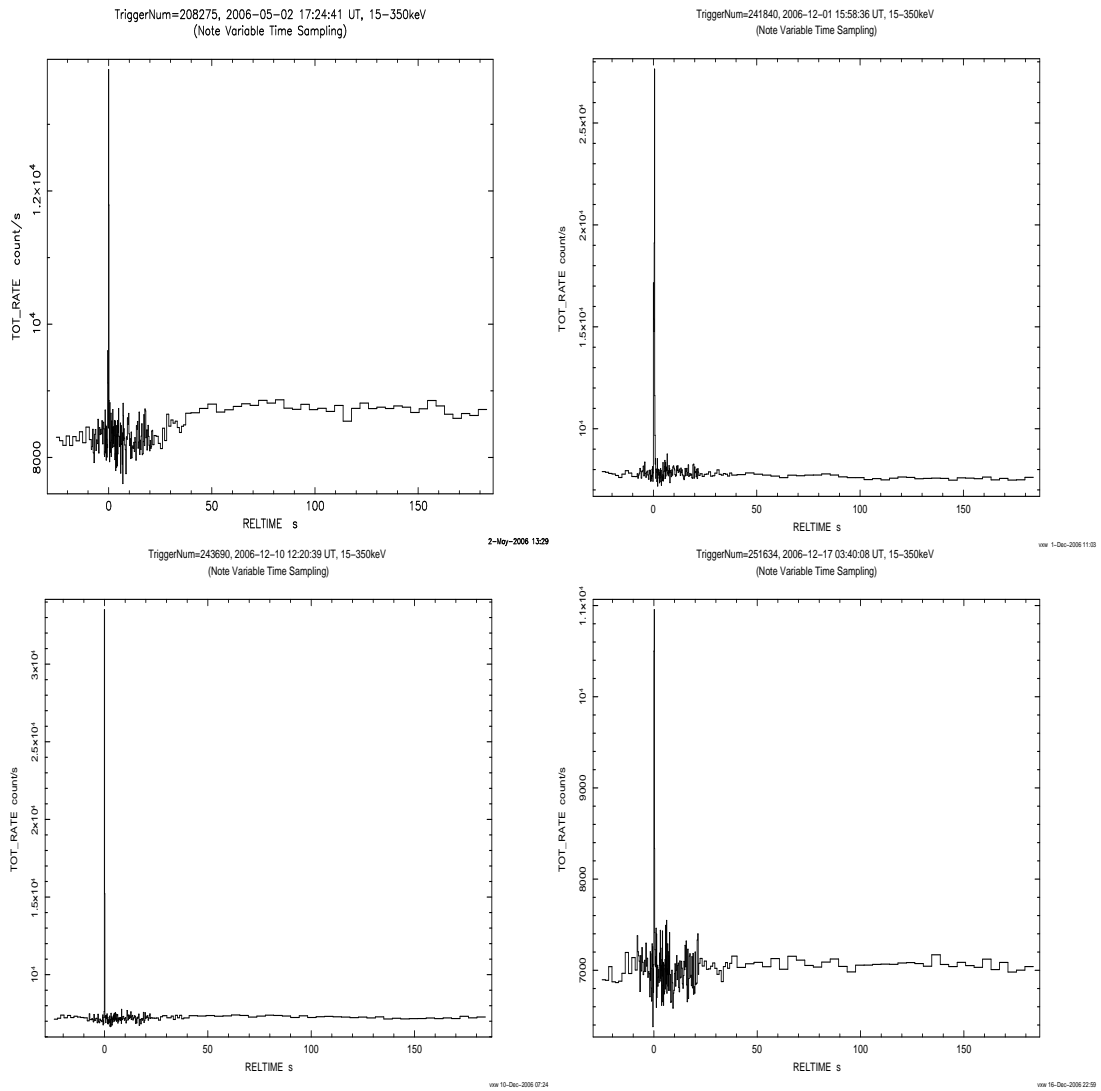 TriggerNum=208275, 2006-05-02 17:24:41 UT, 15-350keV
(Note Variable Time Sampling)
TOT_RATE count/s
1.2×10⁴
10⁴
8000
0 50 100 150
RELTIME s
2-May-2006 13:29
TriggerNum=241840, 2006-12-01 15:58:36 UT, 15-350keV
(Note Variable Time Sampling)
TOT_RATE count/s
2.5×10⁴
2×10⁴
1.5×10⁴
10⁴
0 50 100 150
RELTIME s
vxw 1-Dec-2006 11:03
TriggerNum=243690, 2006-12-10 12:20:39 UT, 15-350keV
(Note Variable Time Sampling)
TOT_RATE count/s
3×10⁴
2.5×10⁴
2×10⁴
1.5×10⁴
10⁴
0 50 100 150
RELTIME s
vxw 10-Dec-2006 07:24
TriggerNum=251634, 2006-12-17 03:40:08 UT, 15-350keV
(Note Variable Time Sampling)
TOT_RATE count/s
1.1×10⁴
10⁴
9000
8000
7000
0 50 100 150
RELTIME s
vxw 16-Dec-2006 22:59